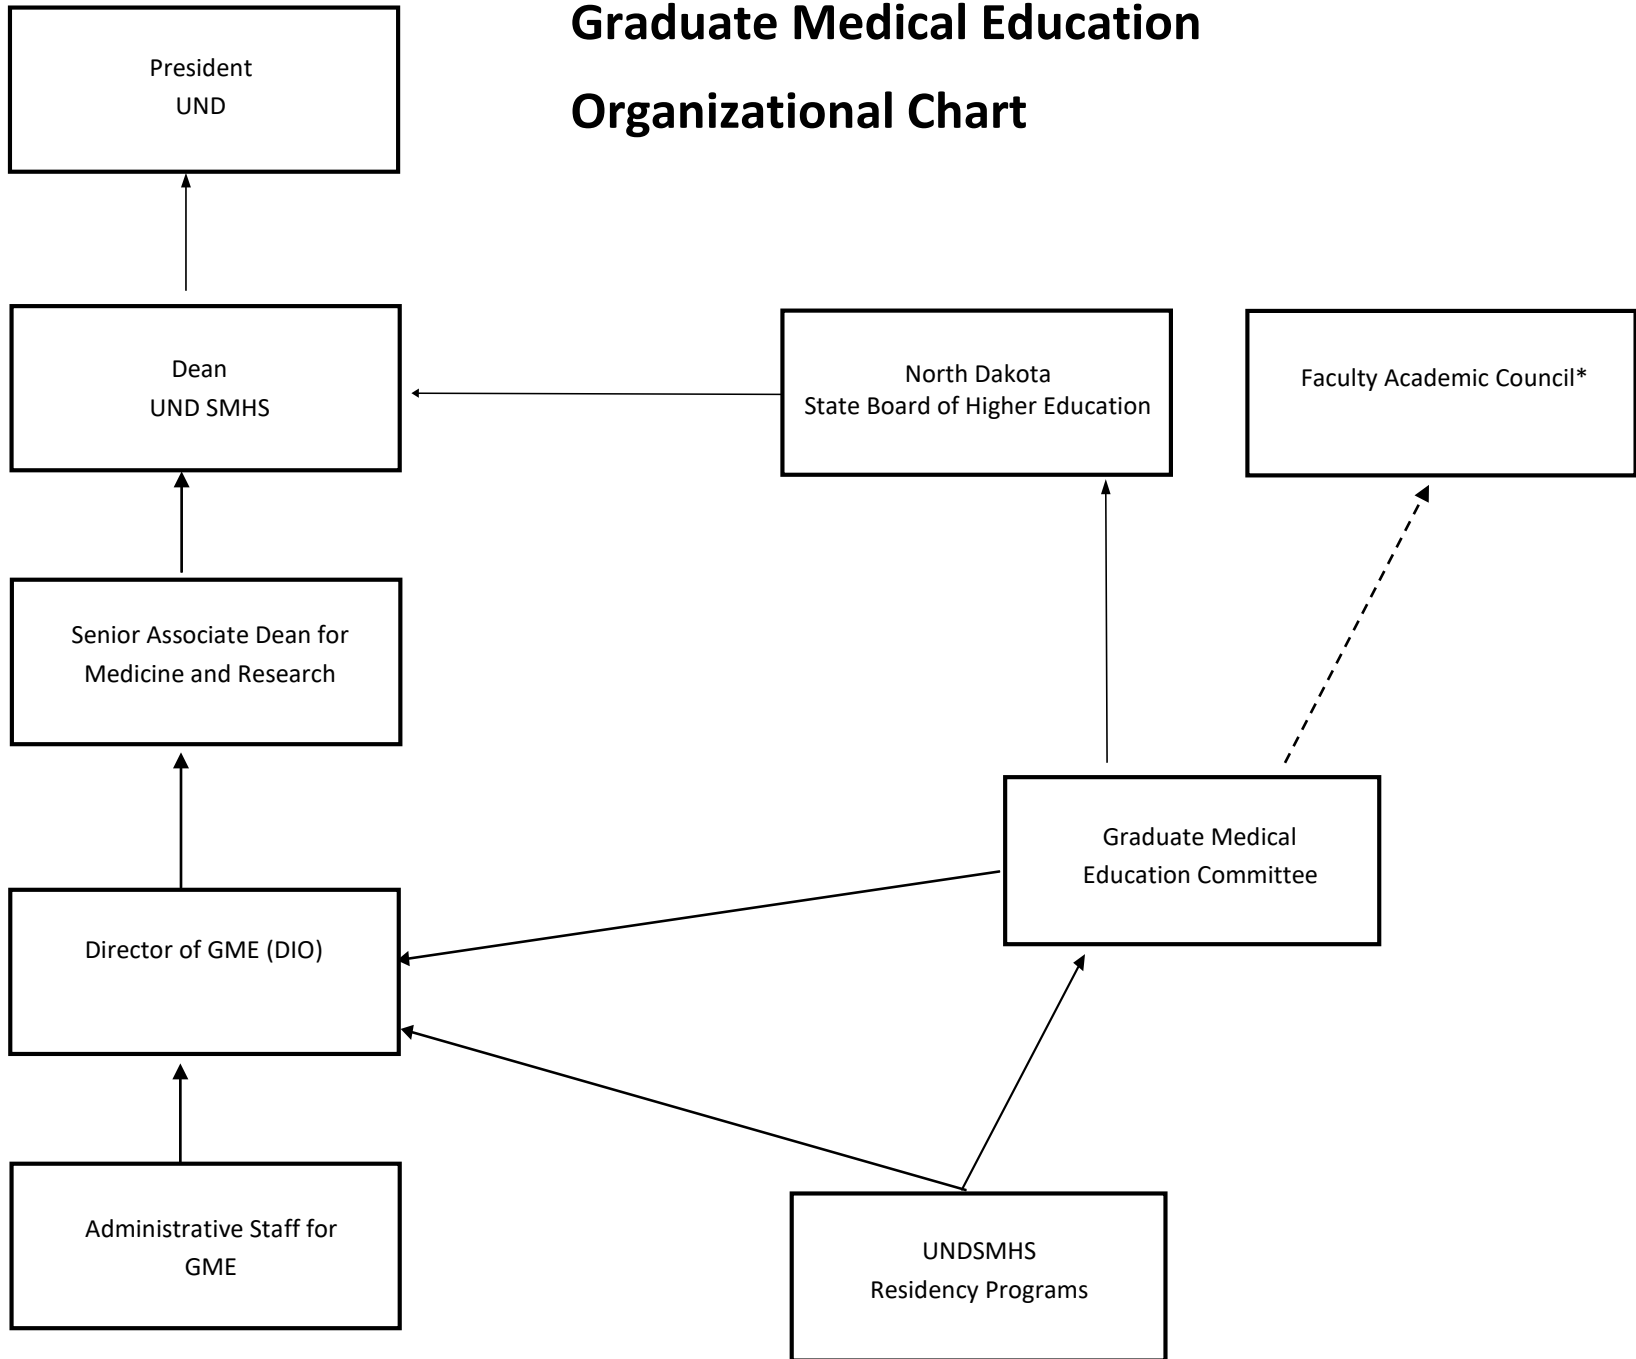 Graduate Medical Education
Organizational Chart
President
UND
Dean
UND SMHS
North Dakota
State Board of Higher Education
Faculty Academic Council*
Senior Associate Dean for
Medicine and Research
Graduate Medical
Education Committee
Director of GME (DIO)
Administrative Staff for
GME
UNDSMHS
Residency Programs